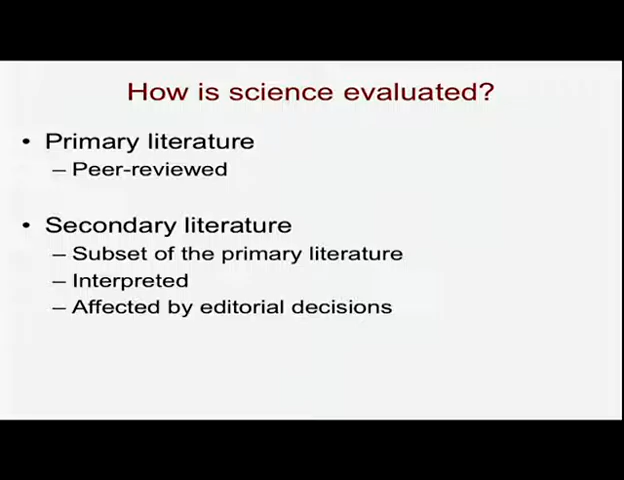 How is science evaluated?
• Primary literature
– Peer-reviewed
• Secondary literature
– Subset of the primary literature
– Interpreted
– Affected by editorial decisions